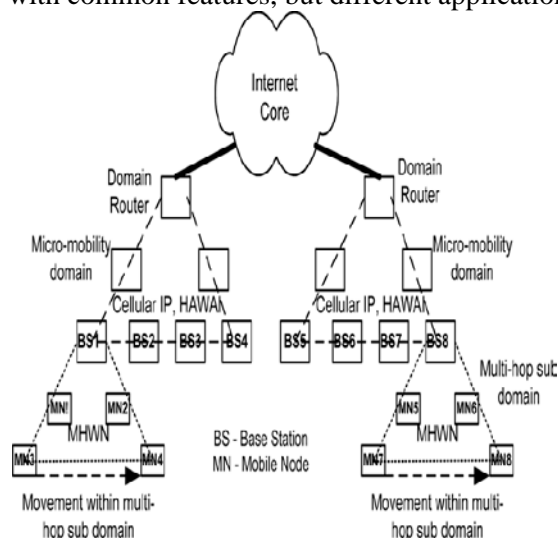 with common features, but different application
Internet
Core
Domain
Router
Domain
Router
Micro-mobility
domain
Micro-mobility
domain
Cellular IP, HAWAI
Cellular IP, HAWAI
BS1
BS2
BS3
BS4
BS5
BS6
BS7
BS8
Multi-hop sub
domain
MN!
MN2
MN5
MN6
MHWN
MHWN
BS - Base Station
MN - Mobile Node
MN3
MN4
MN7
MN8
Movement within multi-
hop sub domain
Movement within multi-
hop sub domain